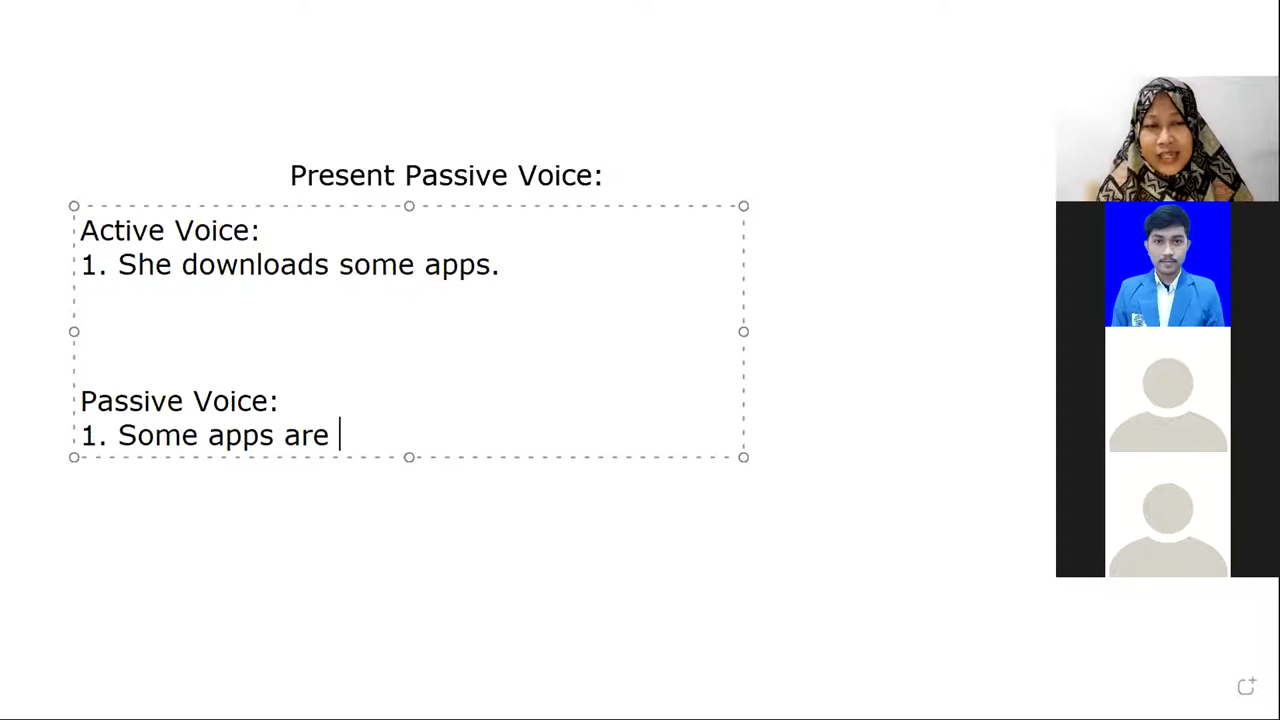 Present Passive Voice:
Active Voice:
1. She downloads some apps.
Passive Voice:
1. Some apps are